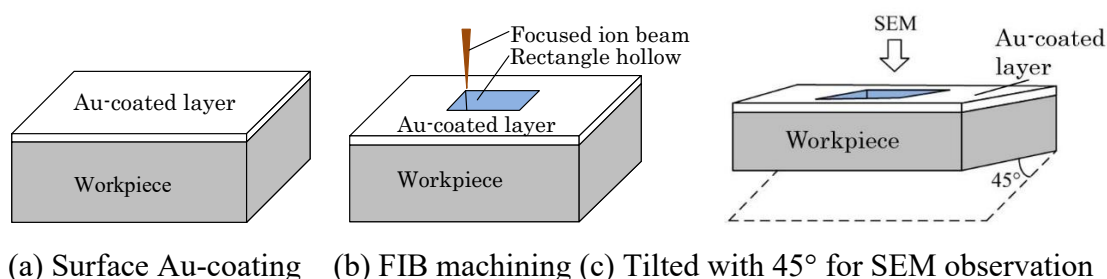 Au-coated layer
Workpiece
Focused ion beam
Rectangle hollow
Au-coated layer
Workpiece
SEM
Au-coated
layer
Workpiece
45°
(a) Surface Au-coating (b) FIB machining (c) Tilted with 45° for SEM observation